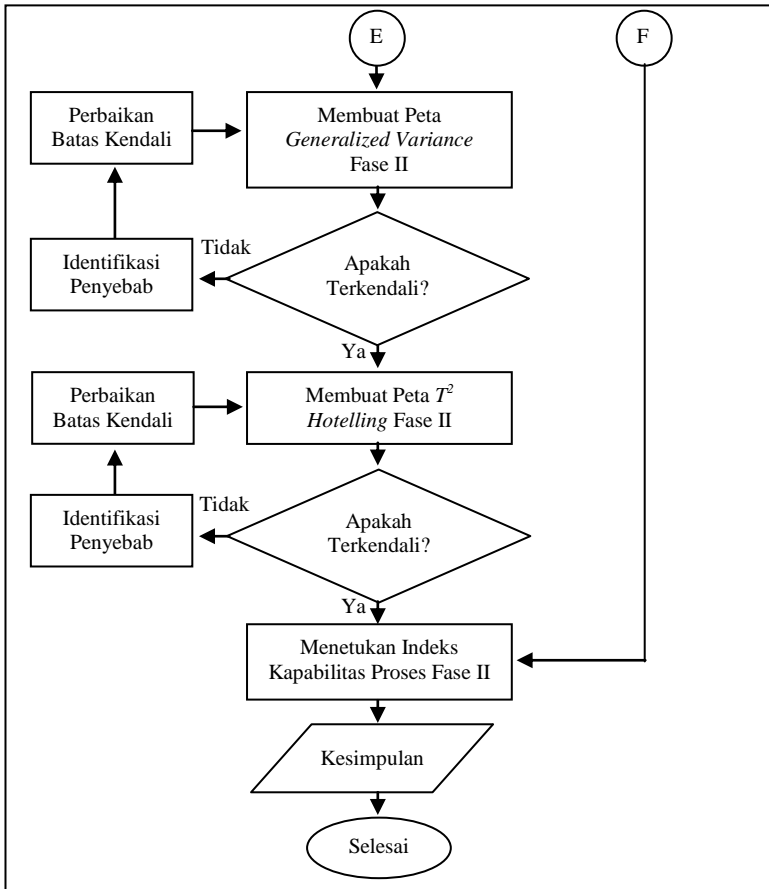 E
F
Perbaikan
Batas Kendali
Membuat Peta
Generalized Variance
Fase II
Tidak
Identifikasi
Penyebab
Apakah
Terkendali?
Ya
Perbaikan
Batas Kendali
Membuat Peta T²
Hotelling Fase II
Tidak
Identifikasi
Penyebab
Apakah
Terkendali?
Ya
Menetukan Indeks
Kapabilitas Proses Fase II
Kesimpulan
Selesai